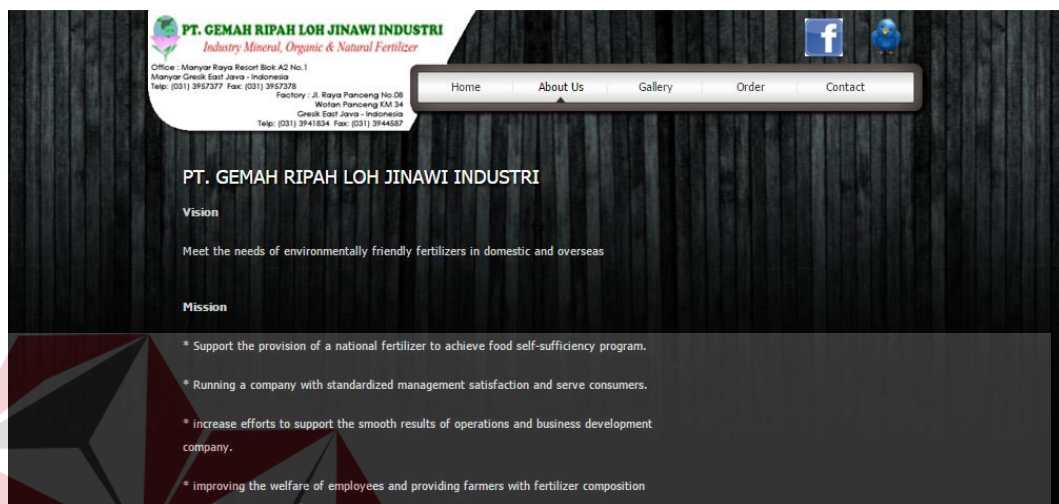 PT. GEMAH RIPAH LOH JINAWI INDUSTRI
Industry Mineral, Organic & Natural Fertilizer
Office : Manyar Raya Resort Blok A2 No.1
Manyar Gresik East Java - Indonesia
Telp: (031) 3957377 Fax: (031) 3957378
Factory : Jl. Raya Panceng No.08
Wotan Panceng KM 34
Gresik East Java - Indonesia
Telp: (031) 3941834 Fax: (031) 3944587
f
Home About Us Gallery Order Contact
PT. GEMAH RIPAH LOH JINAWI INDUSTRI
Vision
Meet the needs of environmentally friendly fertilizers in domestic and overseas
Mission
* Support the provision of a national fertilizer to achieve food self-sufficiency program.
* Running a company with standardized management satisfaction and serve consumers.
* increase efforts to support the smooth results of operations and business development
company.
* improving the welfare of employees and providing farmers with fertilizer composition